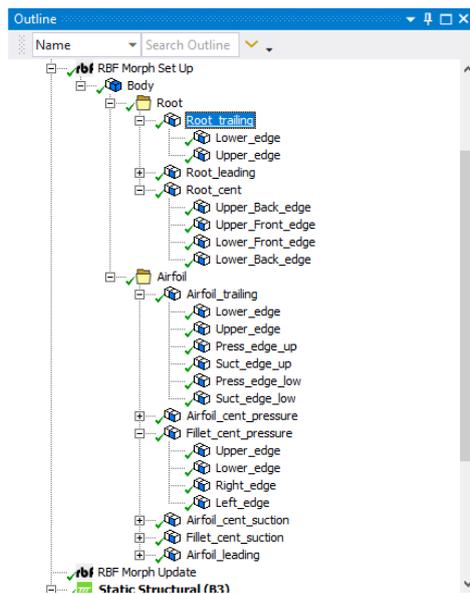 Outline
Name Search Outline
rbf RBF Morph Set Up
Body
Root
Root_trailing
Lower_edge
Upper_edge
Root_leading
Root_cent
Upper_Back_edge
Upper_Front_edge
Lower_Front_edge
Lower_Back_edge
Airfoil
Airfoil_trailing
Lower_edge
Upper_edge
Press_edge_up
Suct_edge_up
Press_edge_low
Suct_edge_low
Airfoil_cent_pressure
Fillet_cent_pressure
Upper_edge
Lower_edge
Right_edge
Left_edge
Airfoil_cent_suction
Fillet_cent_suction
Airfoil_leading
rbf RBF Morph Update
Static Structural (B3)